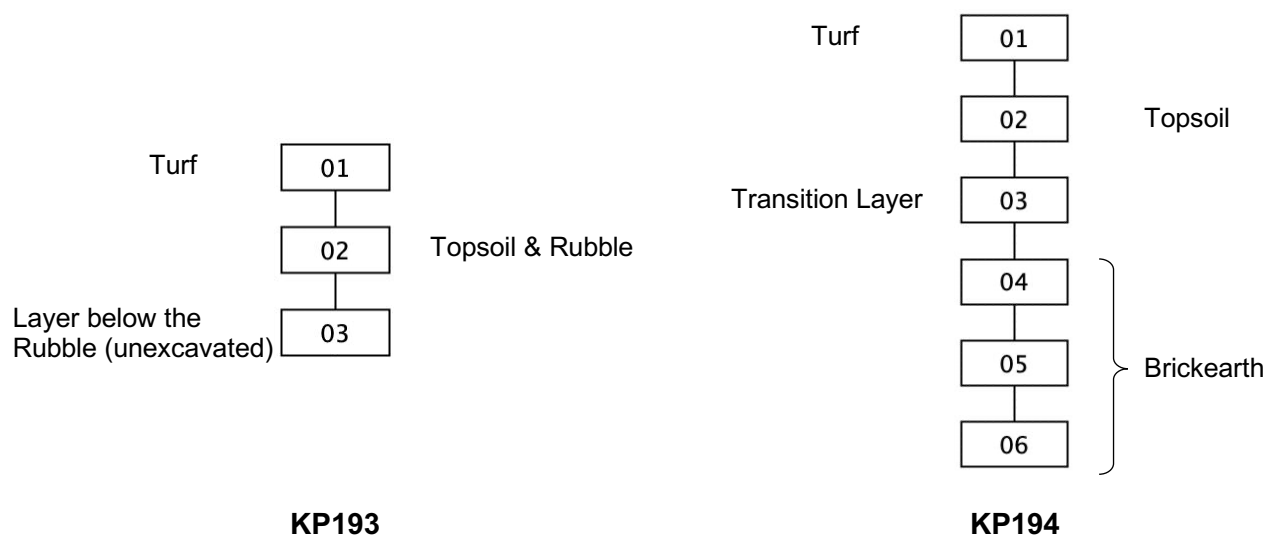 Turf
01
02
Topsoil & Rubble
Layer below the
Rubble (unexcavated)
03
KP193
Turf
01
02
Topsoil
Transition Layer
03
04
05
Brickearth
06
KP194